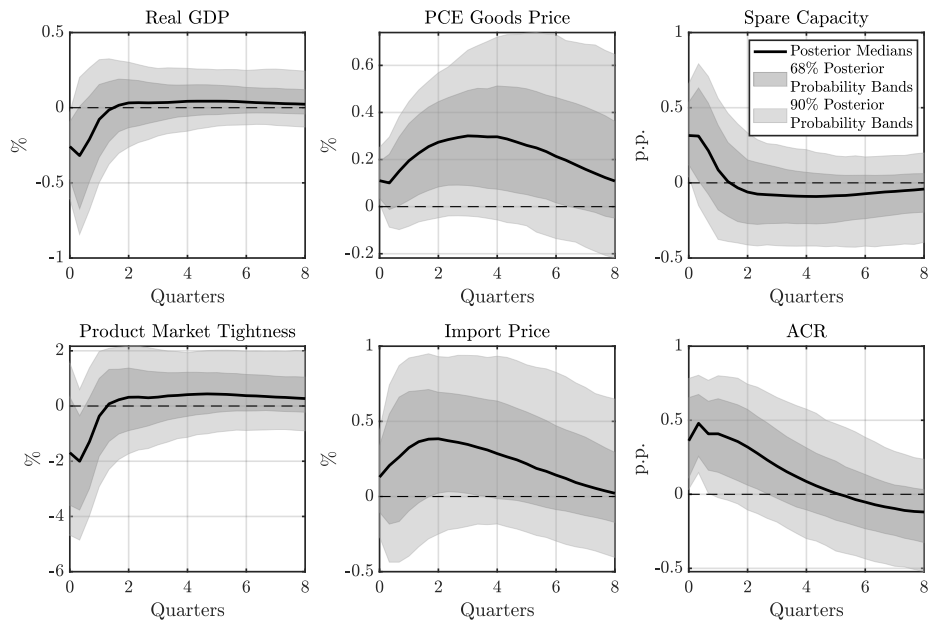 Real GDP
0.5
0
-0.5
-1
%
0 2 4 6 8
Quarters
PCE Goods Price
0.6
0.4
0.2
0
-0.2
%
0 2 4 6 8
Quarters
Spare Capacity
1
0.5
0
-0.5
p.p.
0 2 4 6 8
Quarters
Posterior Medians
68% Posterior
Probability Bands
90% Posterior
Probability Bands
Product Market Tightness
2
0
-2
-4
-6
%
0 2 4 6 8
Quarters
Import Price
1
0.5
0
-0.5
%
0 2 4 6 8
Quarters
ACR
1
0.5
0
-0.5
p.p.
0 2 4 6 8
Quarters